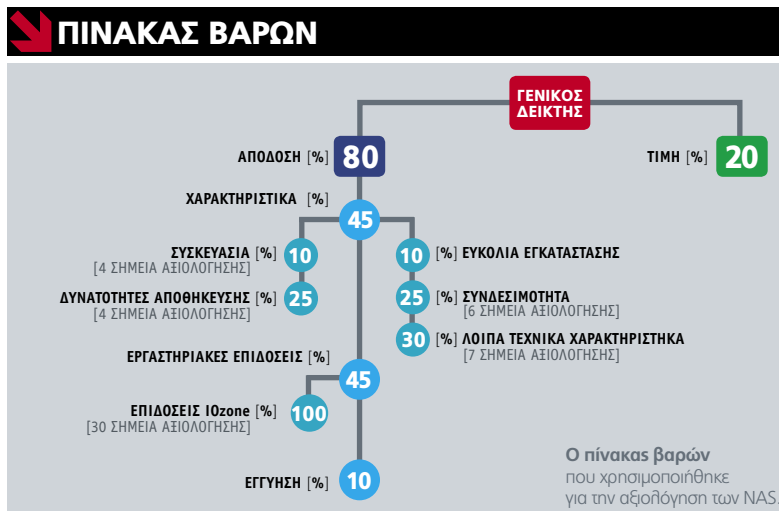 ΠΙΝΑΚΑΣ ΒΑΡΩΝ
ΓΕΝΙΚΟΣ
ΔΕΙΚΤΗΣ
ΑΠΟΔΟΣΗ [%] 80
ΤΙΜΗ [%] 20
ΧΑΡΑΚΤΗΡΙΣΤΙΚΑ [%]
45
ΣΥΣΚΕΥΑΣΙΑ [%] 10
[4 ΣΗΜΕΙΑ ΑΞΙΟΛΟΓΗΣΗΣ]
ΔΥΝΑΤΟΤΗΤΕΣ ΑΠΟΘΗΚΕΥΣΗΣ [%] 25
[4 ΣΗΜΕΙΑ ΑΞΙΟΛΟΓΗΣΗΣ]
10 [%] ΕΥΚΟΛΙΑ ΕΓΚΑΤΑΣΤΑΣΗΣ
25 [%] ΣΥΝΔΕΣΙΜΟΤΗΤΑ
[6 ΣΗΜΕΙΑ ΑΞΙΟΛΟΓΗΣΗΣ]
30 [%] ΛΟΙΠΑ ΤΕΧΝΙΚΑ ΧΑΡΑΚΤΗΡΙΣΤΗΚΑ
[7 ΣΗΜΕΙΑ ΑΞΙΟΛΟΓΗΣΗΣ]
ΕΡΓΑΣΤΗΡΙΑΚΕΣ ΕΠΙΔΟΣΕΙΣ [%]
45
ΕΠΙΔΟΣΕΙΣ IOzone [%] 100
[30 ΣΗΜΕΙΑ ΑΞΙΟΛΟΓΗΣΗΣ]
ΕΓΓΥΗΣΗ [%] 10
Ο πίνακας βαρών
που χρησιμοποιήθηκε
για την αξιολόγηση των NAS.